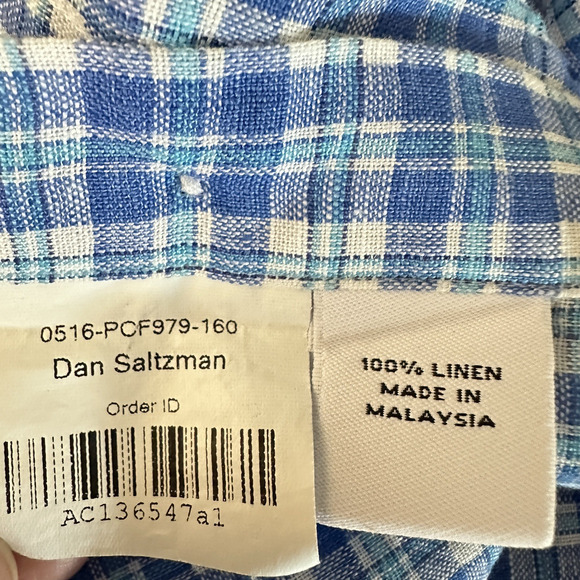 0516-PCF979-160
Dan Saltzman
Order ID
AC136547a1
100% LINEN
MADE IN
MALAYSIA